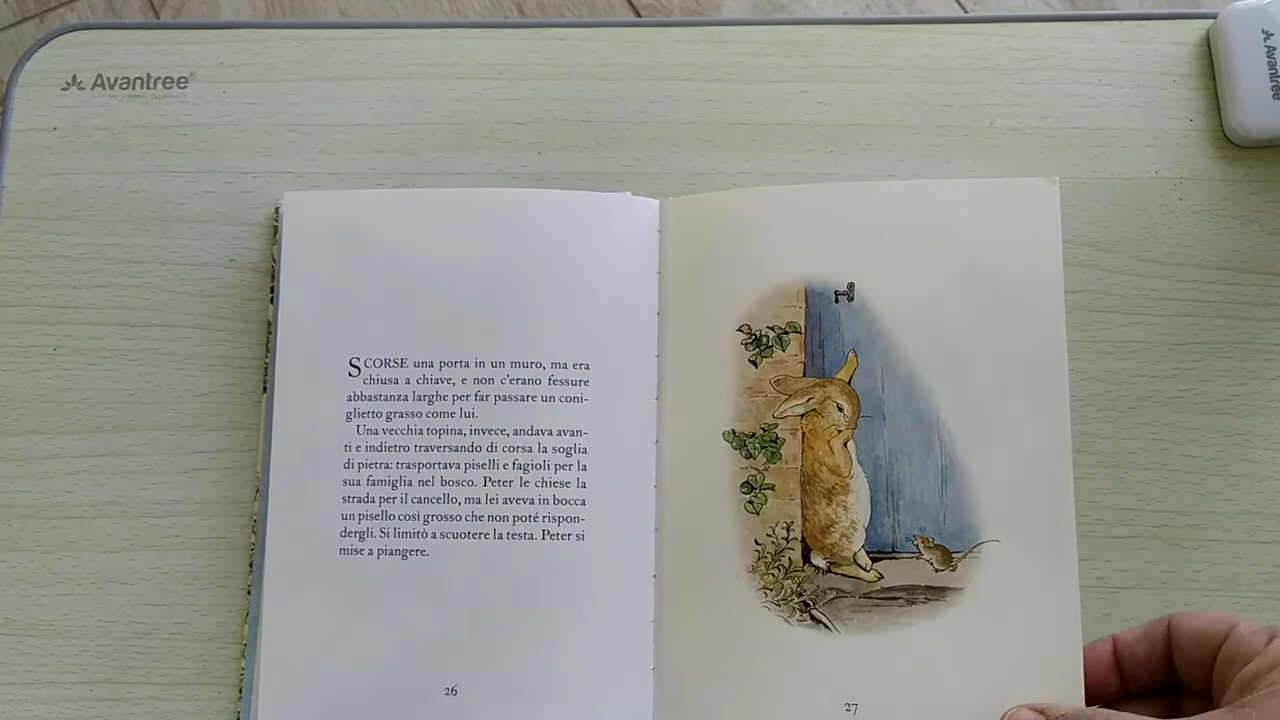 Avantree
Avantree
SCORSE una porta in un muro, ma era
chiusa a chiave, e non c'erano fessure
abbastanza larghe per far passare un coni-
glietto grasso come lui.
Una vecchia topina, invece, andava avan-
ti e indietro traversando di corsa la soglia
di pietra: trasportava piselli e fagioli per la
sua famiglia nel bosco. Peter le chiese la
strada per il cancello, ma lei aveva in bocca
un pisello così grosso che non poté rispon-
dergli. Si limitò a scuotere la testa. Peter si
mise a piangere.
26
27